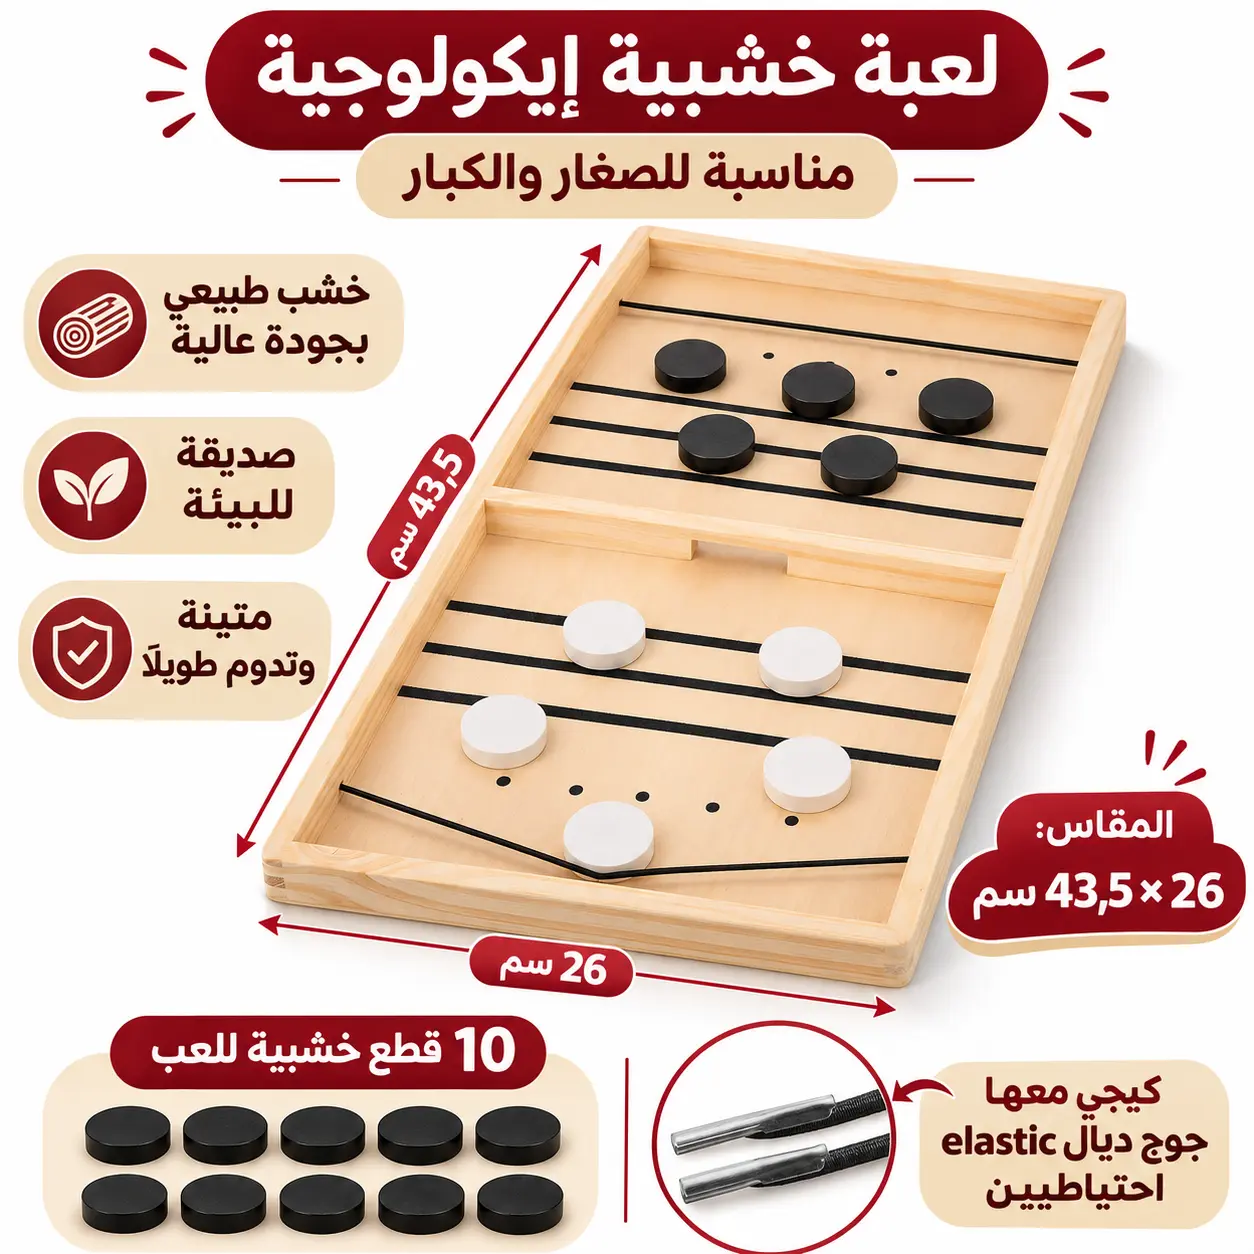 لعبة خشبية إيكولوجية
مناسبة للصغار والكبار
خشب طبيعي
بجودة عالية
صديقة
للبيئة
متينة
وتدوم طويلاً
43,5 سم
26 سم
المقاس:
26 × 43,5 سم
10 قطع خشبية للعب
كيجي معها
جوج ديال elastic
احتياطيين